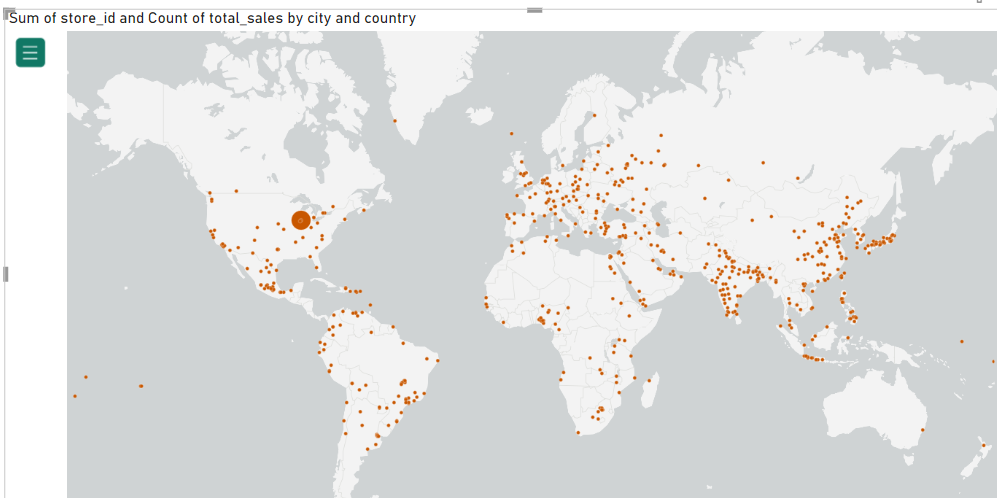 Sum of store_id and Count of total_sales by city and country